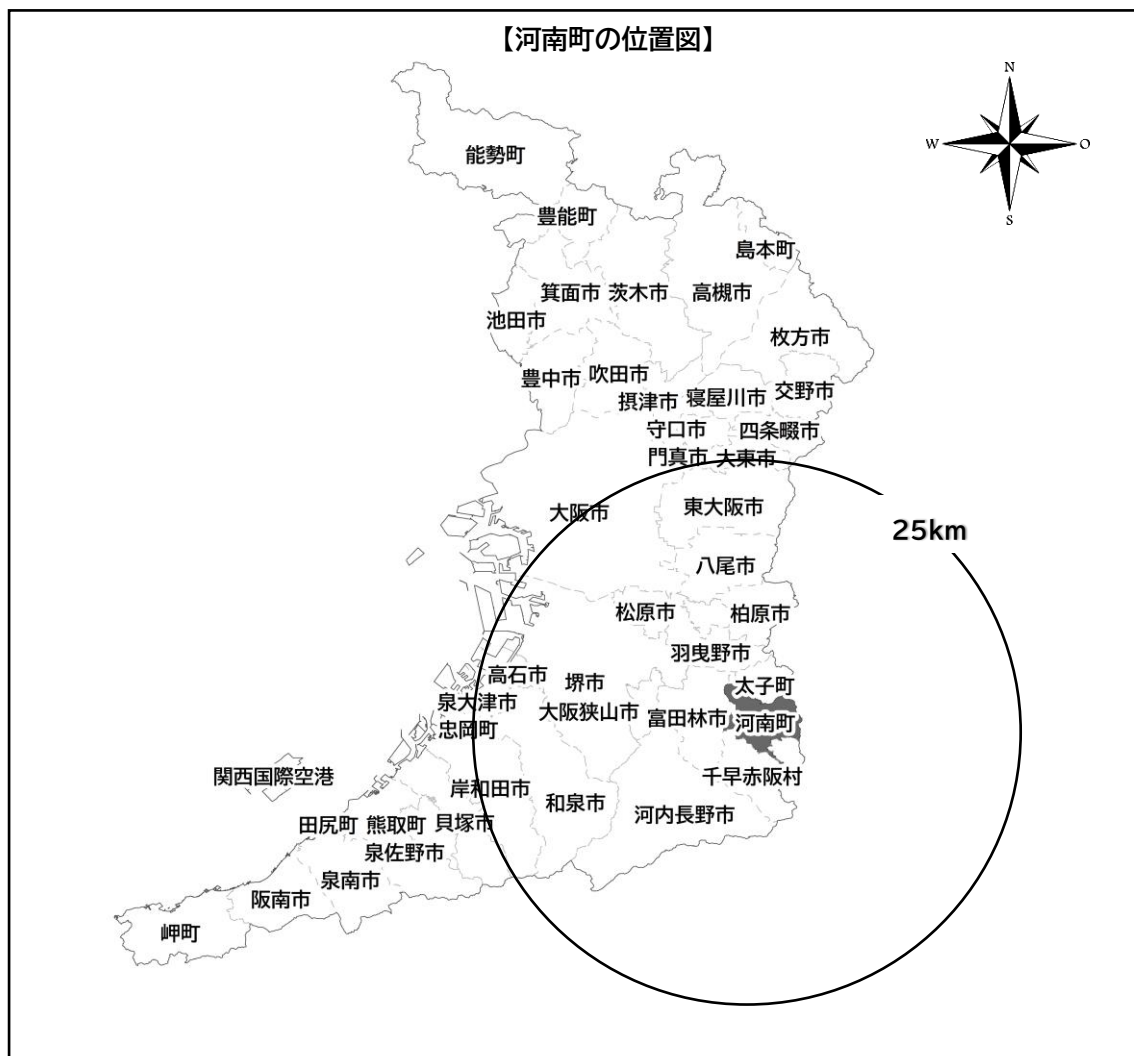 【河南町の位置図】
N
W
O
S
能勢町
豊能町
島本町
箕面市
茨木市
高槻市
池田市
枚方市
豊中市
吹田市
交野市
摂津市
寝屋川市
守口市
四条畷市
門真市
大東市
大阪市
東大阪市
25km
八尾市
松原市
柏原市
羽曳野市
高石市
堺市
太子町
泉大津市
大阪狭山市
富田林市
河南町
忠岡町
関西国際空港
千早赤阪村
岸和田市
和泉市
河内長野市
田尻町
熊取町
貝塚市
泉佐野市
泉南市
阪南市
岬町